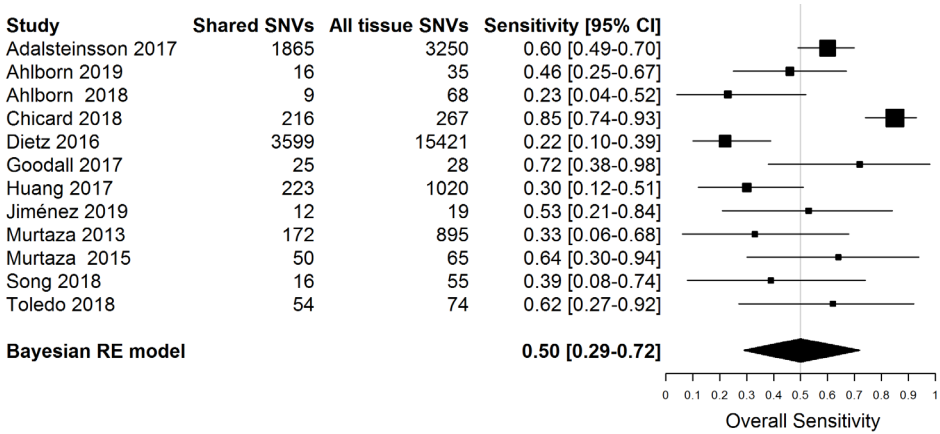 Study Shared SNVs All tissue SNVs Sensitivity [95% CI]
Adalsteinsson 2017 1865 3250 0.60 [0.49-0.70]
Ahlborn 2019 16 35 0.46 [0.25-0.67]
Ahlborn  2018 9 68 0.23 [0.04-0.52]
Chicard 2018 216 267 0.85 [0.74-0.93]
Dietz 2016 3599 15421 0.22 [0.10-0.39]
Goodall 2017 25 28 0.72 [0.38-0.98]
Huang 2017 223 1020 0.30 [0.12-0.51]
Jiménez 2019 12 19 0.53 [0.21-0.84]
Murtaza 2013 172 895 0.33 [0.06-0.68]
Murtaza  2015 50 65 0.64 [0.30-0.94]
Song 2018 16 55 0.39 [0.08-0.74]
Toledo 2018 54 74 0.62 [0.27-0.92]
Bayesian RE model 0.50 [0.29-0.72]
0 0.1 0.2 0.3 0.4 0.5 0.6 0.7 0.8 0.9 1
Overall Sensitivity